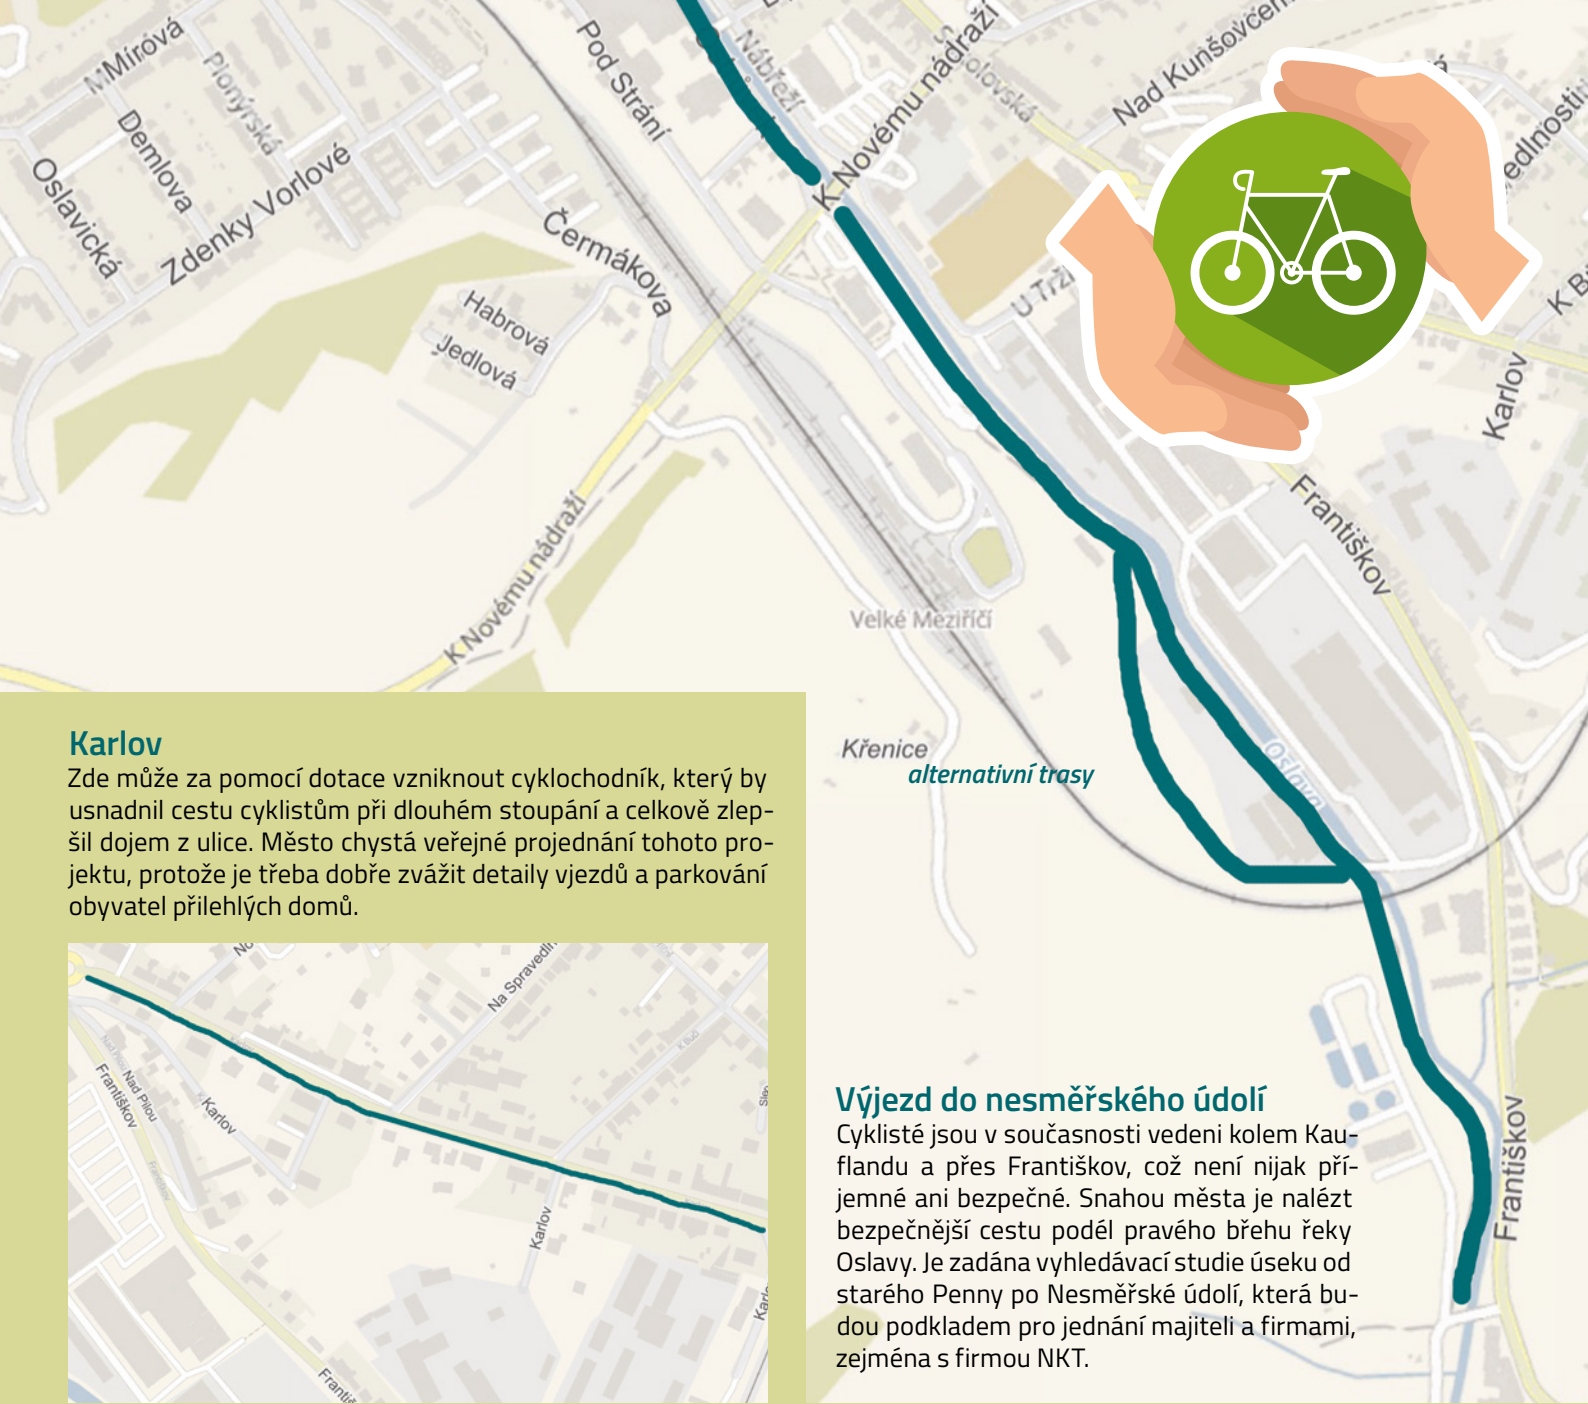 Mírová
Pionýrská
Demlova
Oslavická
Zdenky Vorlové
Pod Strání
Nábřeží
K Novému nádraží
Nad Kunšovcem
Čermákova
Habrová
Jedlová
Karlov
Františkov
K Novému nádraží
Velké Meziříčí
Křenice
alternativní trasy
Oslava
Františkov
Karlov
Zde může za pomocí dotace vzniknout cyklochodník, který by
usnadnil cestu cyklistům při dlouhém stoupání a celkově zlep-
šil dojem z ulice. Město chystá veřejné projednání tohoto pro-
jektu, protože je třeba dobře zvážit detaily vjezdů a parkování
obyvatel přilehlých domů.
Na Spravedln
Nad Pilou
Františkov
Karlov
Karlov
Výjezd do nesměřského údolí
Cyklisté jsou v současnosti vedeni kolem Kau-
flandu a přes Františkov, což není nijak pří-
jemné ani bezpečné. Snahou města je nalézt
bezpečnější cestu podél pravého břehu řeky
Oslavy. Je zadána vyhledávací studie úseku od
starého Penny po Nesměřské údolí, která bu-
dou podkladem pro jednání majiteli a firmami,
zejména s firmou NKT.